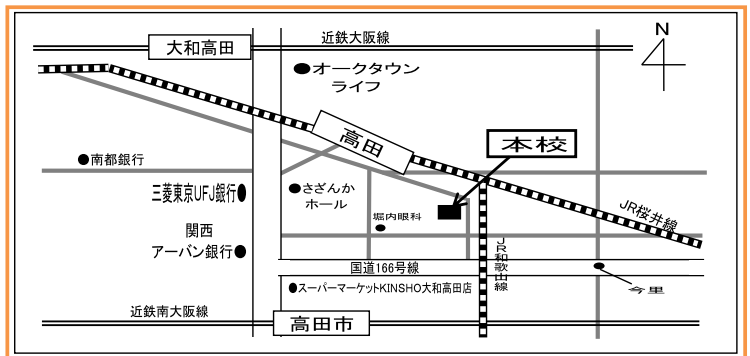 近鉄大阪線
大和高田
N
オークタウン
ライフ
高田
本校
南都銀行
三菱東京UFJ銀行
さざんか
ホール
堀内眼科
JR桜井線
関西
アーバン銀行
JR和歌山線
国道166号線
今里
スーパーマーケットKINSHO大和高田店
近鉄南大阪線
高田市